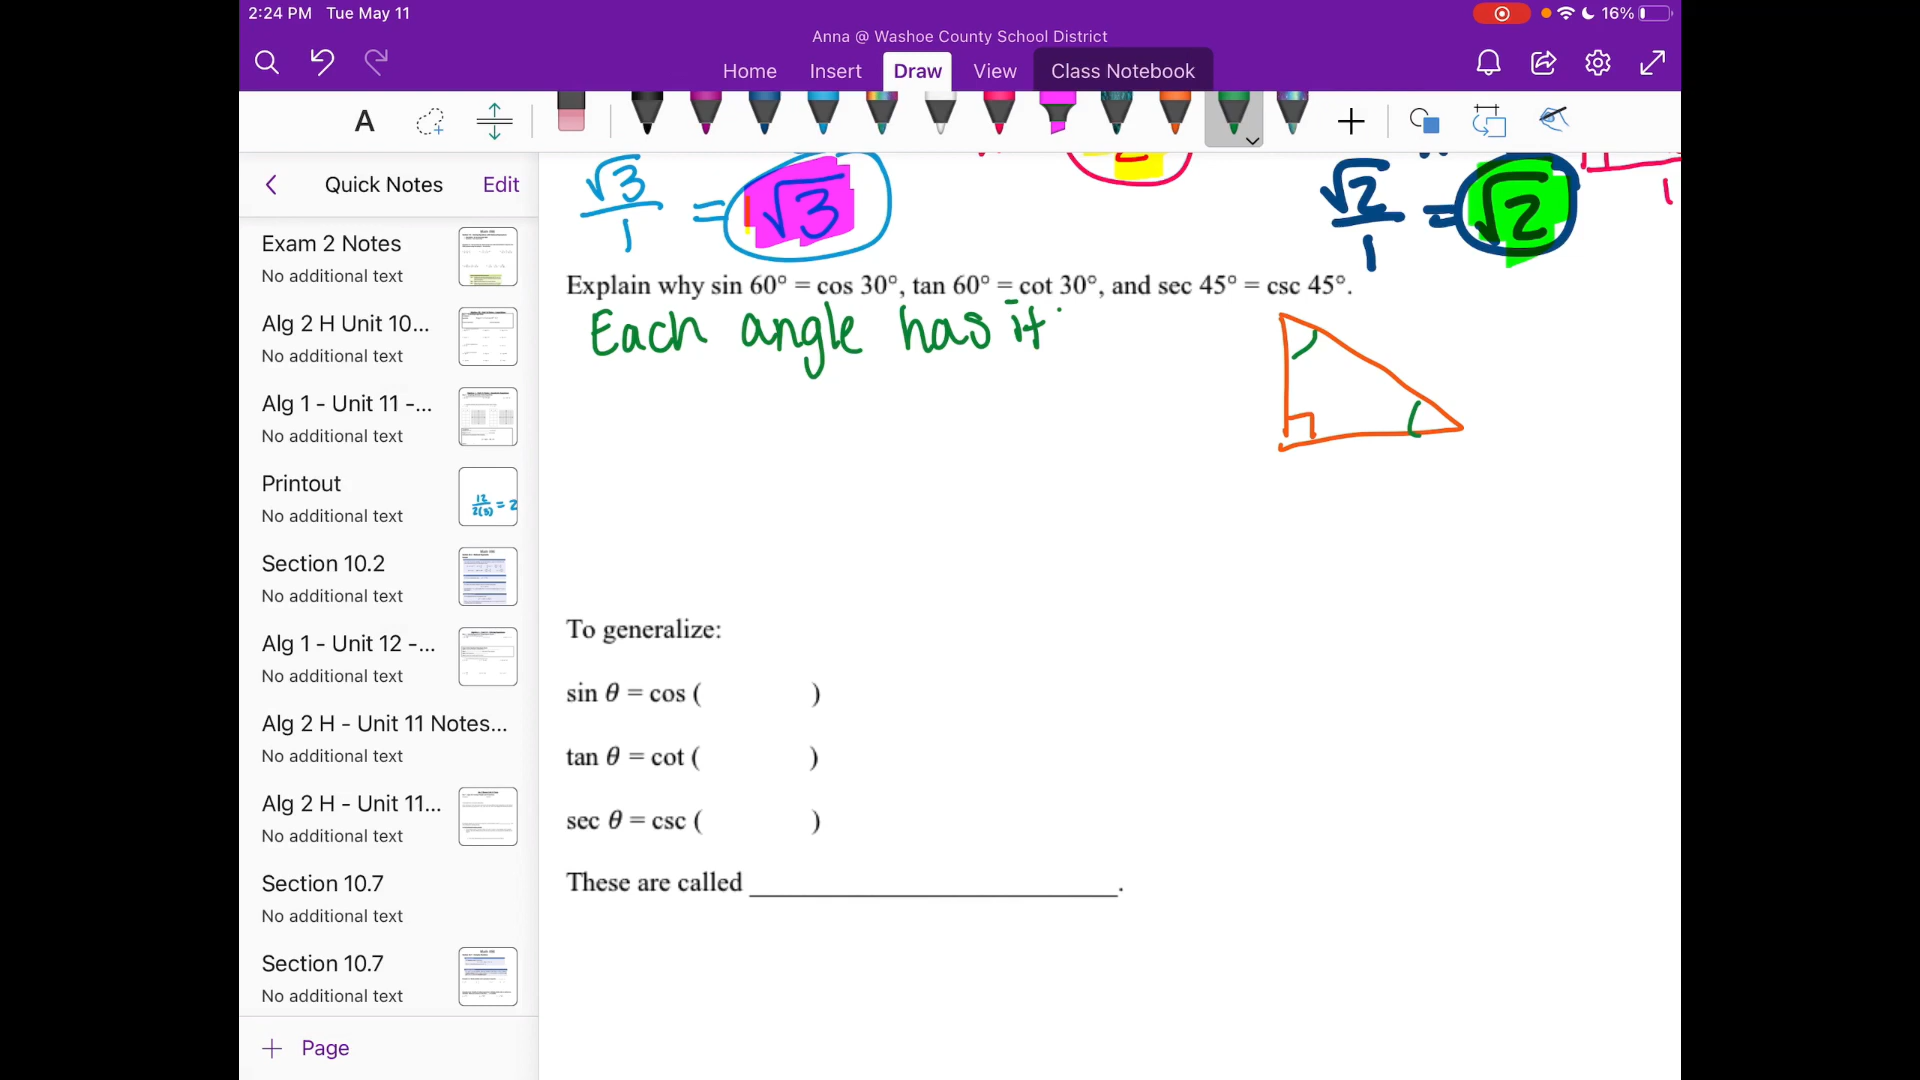 2:24 PM Tue May 11
16%
Anna @ Washoe County School District
Home Insert Draw View Class Notebook
A
Quick Notes Edit
Exam 2 Notes
No additional text
Alg 2 H Unit 10...
No additional text
Alg 1 - Unit 11 -...
No additional text
Printout
No additional text
12/2(5) = 2
Section 10.2
No additional text
Alg 1 - Unit 12 -...
No additional text
Alg 2 H - Unit 11 Notes...
No additional text
Alg 2 H - Unit 11...
No additional text
Section 10.7
No additional text
Section 10.7
No additional text
+ Page
√3/1 = √3
√2/1 = √2
1
Explain why sin 60° = cos 30°, tan 60° = cot 30°, and sec 45° = csc 45°.
Each angle has it
To generalize:
sin θ = cos ( )
tan θ = cot ( )
sec θ = csc ( )
These are called ____________________.